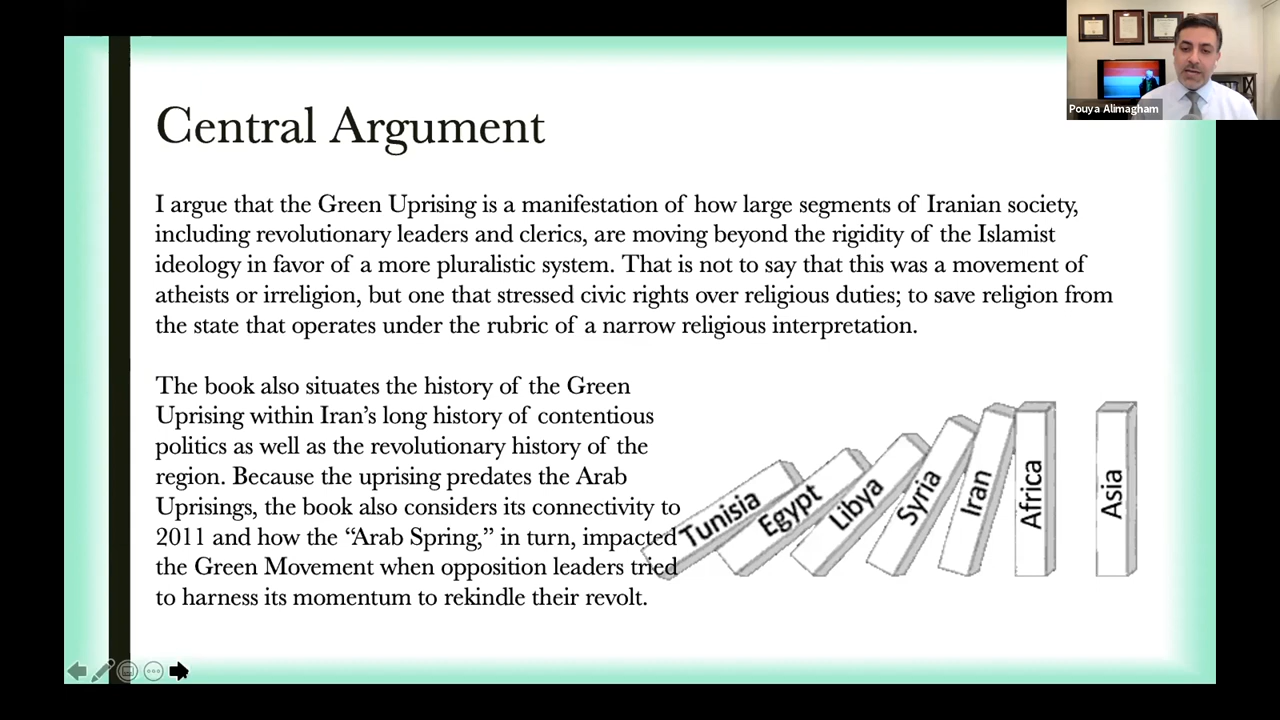 Pouya Alimagham
Central Argument
I argue that the Green Uprising is a manifestation of how large segments of Iranian society,
including revolutionary leaders and clerics, are moving beyond the rigidity of the Islamist
ideology in favor of a more pluralistic system. That is not to say that this was a movement of
atheists or irreligion, but one that stressed civic rights over religious duties; to save religion from
the state that operates under the rubric of a narrow religious interpretation.
The book also situates the history of the Green
Uprising within Iran’s long history of contentious
politics as well as the revolutionary history of the
region. Because the uprising predates the Arab
Uprisings, the book also considers its connectivity to
2011 and how the “Arab Spring,” in turn, impacted
the Green Movement when opposition leaders tried
to harness its momentum to rekindle their revolt.
Tunisia
Egypt
Libya
Syria
Iran
Africa
Asia